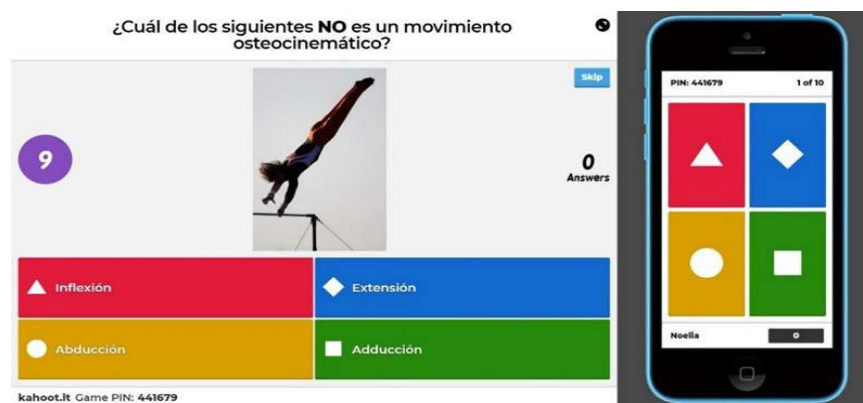 ¿Cuál de los siguientes NO es un movimiento
osteocinemático?
Skip
9
0
Answers
Inflexión
Extensión
Abducción
Adducción
kahoot.it Game PIN: 441679
PIN: 441679
1 of 10
Noelia
0